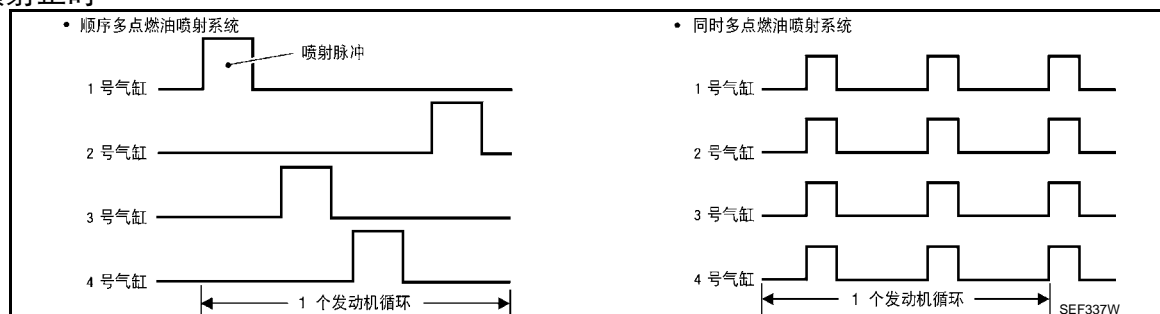 • 顺序多点燃油喷射系统
喷射脉冲
1 号气缸
2 号气缸
3 号气缸
4 号气缸
1 个发动机循环
• 同时多点燃油喷射系统
1 号气缸
2 号气缸
3 号气缸
4 号气缸
1 个发动机循环
SEF337W